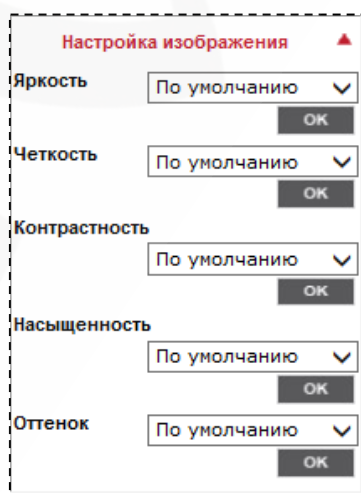 Настройка изображения
Яркость
По умолчанию
OK
Четкость
По умолчанию
OK
Контрастность
По умолчанию
OK
Насыщенность
По умолчанию
OK
Оттенок
По умолчанию
OK